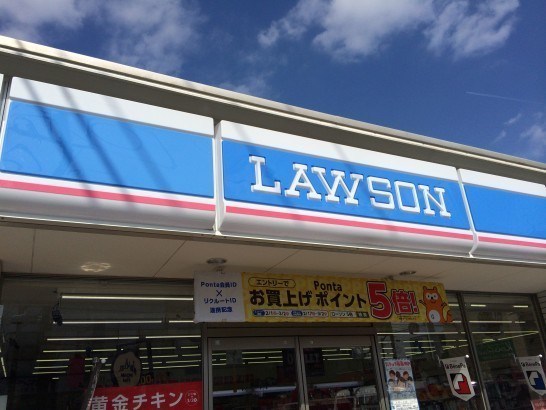 LAWSON
Ponta会員ID
×
リクルートID
連携記念
エントリーで
Ponta
お買上げポイント
5倍!
黄金チキン